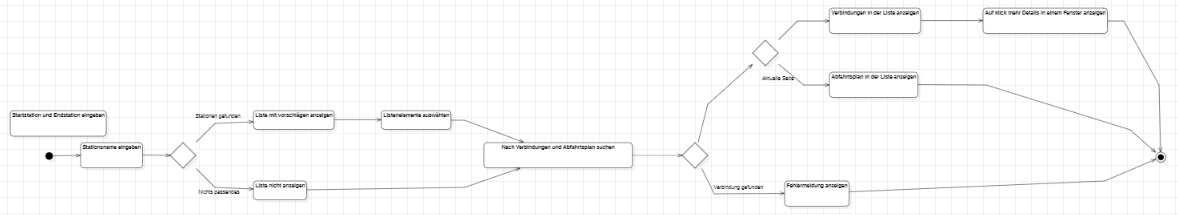 Verbindungen in der Liste anzeigen
Auf klick mehr Details in einem Fenster anzeigen
Aktuelle Seite
Abfahrtsplan in der Liste anzeigen
Startstation und Endstation eingeben
Stationen gefunden
Liste mit vorschlägen anzeigen
Listenelemente auswählen
Stationsname eingeben
Nach Verbindungen und Abfahrtsplan suchen
Nichts passendes
Liste nicht anzeigen
Verbindung gefunden
Fehlermeldung anzeigen